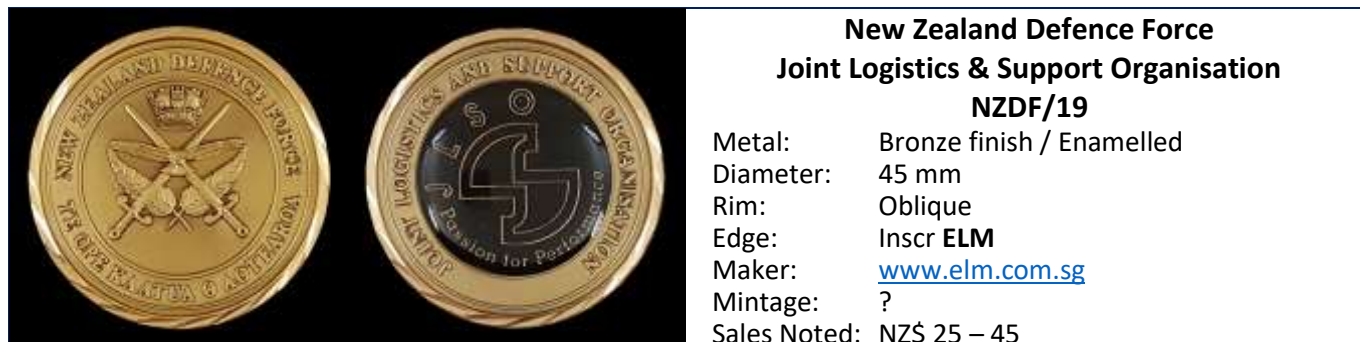 NEW ZEALAND DEFENCE FORCE
TE OPE KAATUA O AOTEAROA
JOINT LOGISTICS AND SUPPORT ORGANISATION
J L S O
Passion for Performance
New Zealand Defence Force
Joint Logistics & Support Organisation
NZDF/19
Metal: Bronze finish / Enamelled
Diameter: 45 mm
Rim: Oblique
Edge: Inscr ELM
Maker: www.elm.com.sg
Mintage: ?
Sales Noted: NZ$ 25 – 45